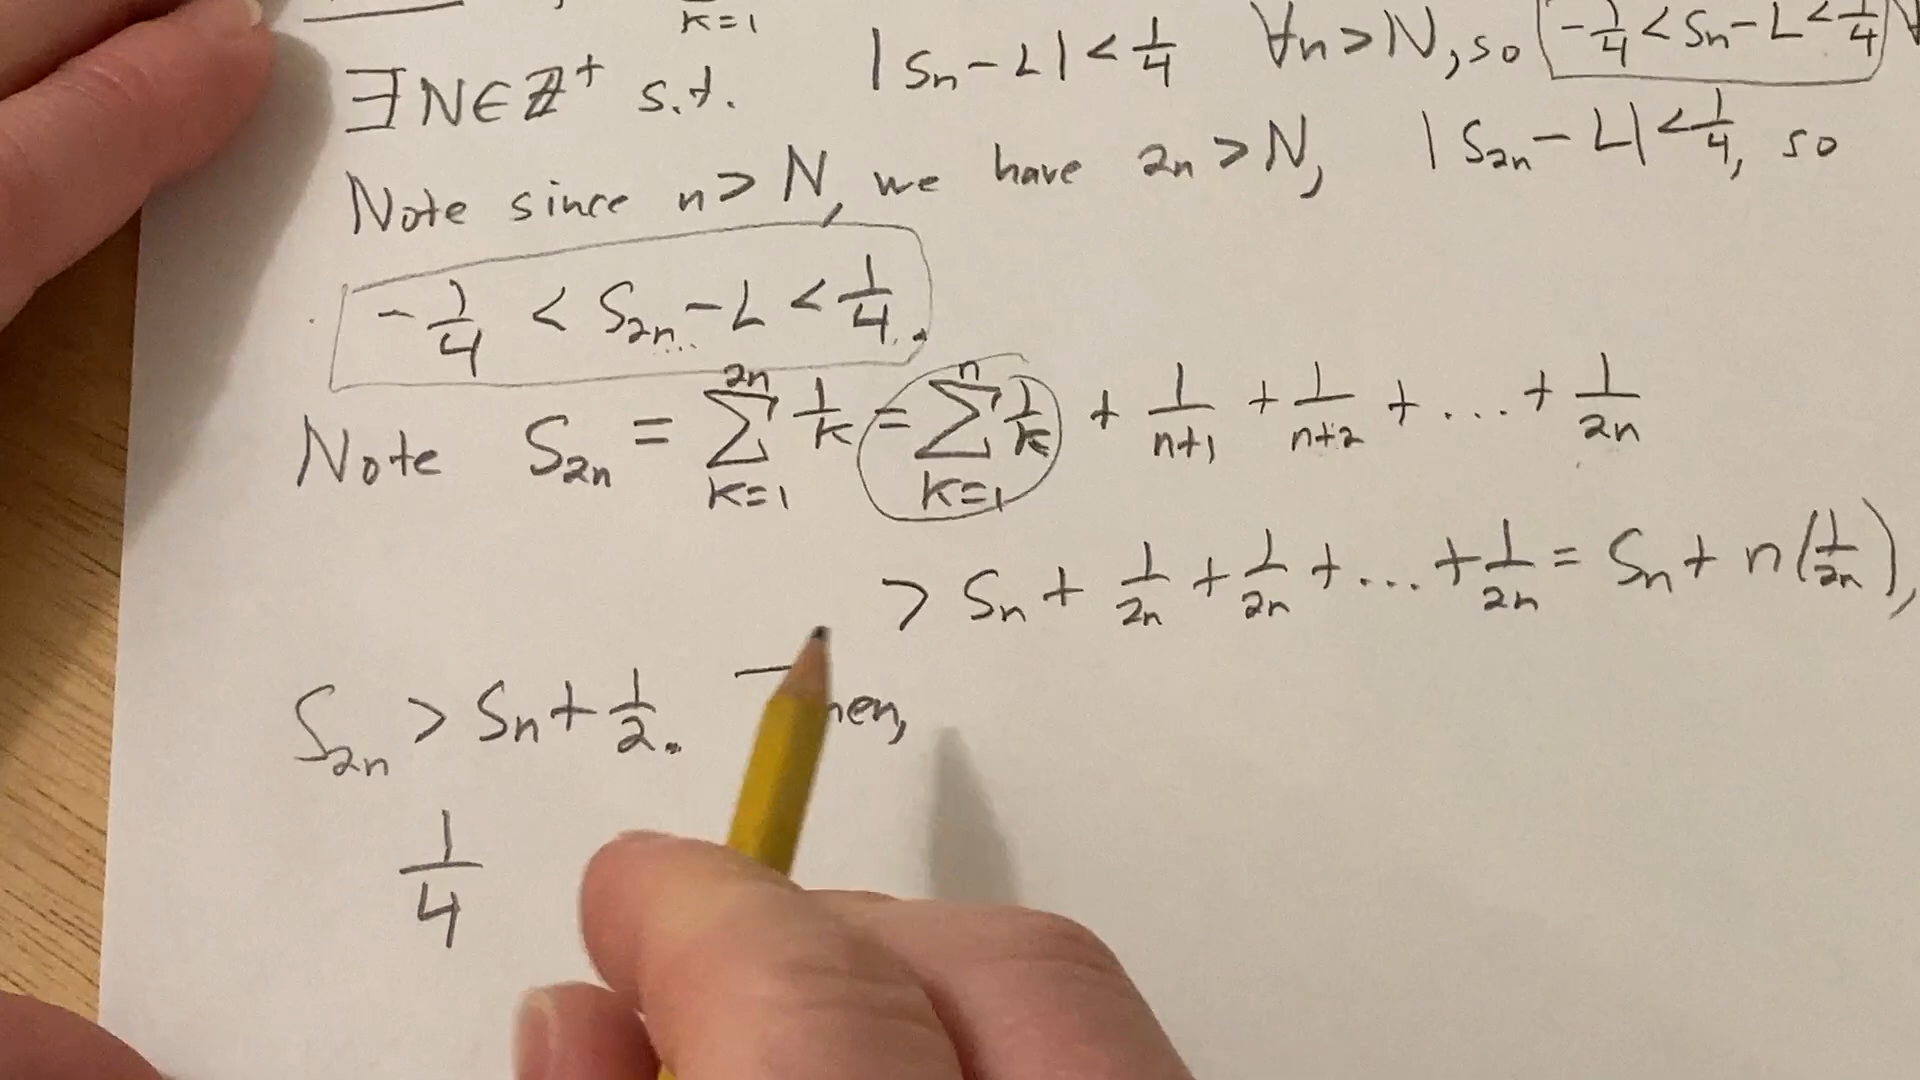 k=1
∃N∈ℤ⁺ s.t. |Sn-L|<1/4 ∀n>N, so -1/4<Sn-L<1/4 ∀
Note since n>N, we have 2n>N, |S₂n-L|<1/4, so
-1/4 < S₂n-L < 1/4.
Note S₂n = ∑_{k=1}^{2n} 1/k = ∑_{k=1}^{n} 1/k + 1/(n+1) + 1/(n+2) + ... + 1/(2n)
> Sn + 1/(2n) + 1/(2n) + ... + 1/(2n) = Sn + n(1/(2n)),
S₂n > Sn + 1/2. Then,
1/4